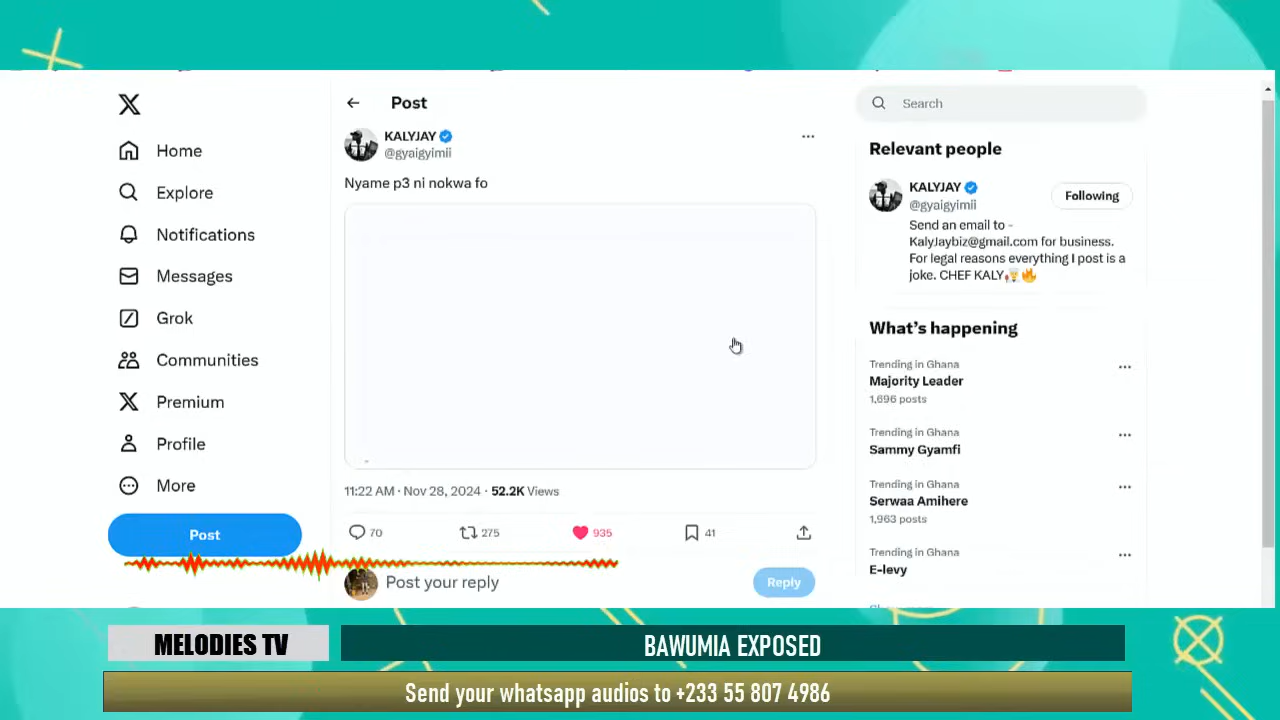 Post
Search
KALYJAY
@gyaigyimii
Nyame p3 ni nokwa fo
Home
Explore
Notifications
Messages
Grok
Communities
Premium
Profile
More
Post
11:22 AM · Nov 28, 2024 · 52.2K Views
70 275 935 41
Post your reply
Reply
Relevant people
KALYJAY
@gyaigyimii
Following
Send an email to -
KalyJaybiz@gmail.com for business.
For legal reasons everything I post is a
joke. CHEF KALY👨‍🍳🔥
What's happening
Trending in Ghana
Majority Leader
1,696 posts
Trending in Ghana
Sammy Gyamfi
Trending in Ghana
Serwaa Amihere
1,963 posts
Trending in Ghana
E-levy
MELODIES TV
BAWUMIA EXPOSED
Send your whatsapp audios to +233 55 807 4986